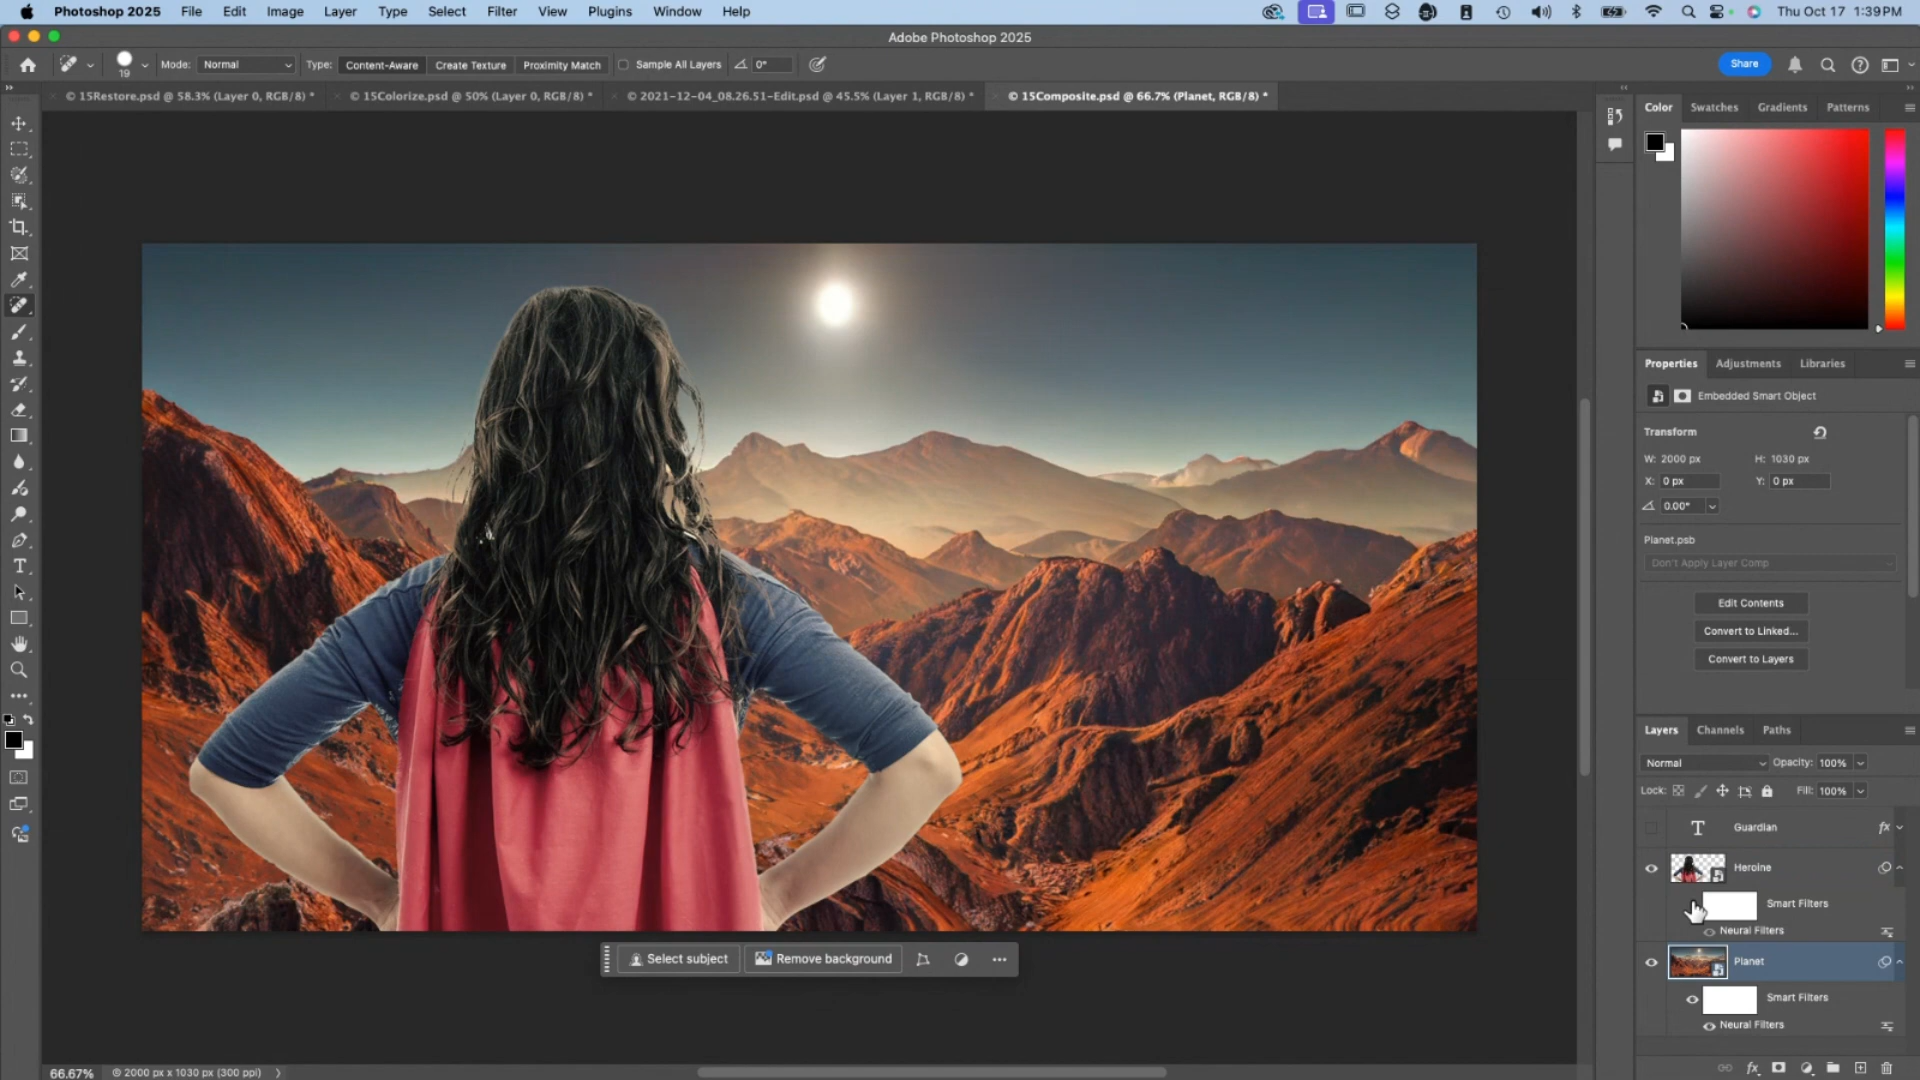 Photoshop 2025 File Edit Image Layer Type Select Filter View Plugins Window Help Thu Oct 17 1:39 PM
Adobe Photoshop 2025
19 Mode: Normal Type: Content-Aware Create Texture Proximity Match Sample All Layers 0° Share
© 15Restore.psd @ 58.3% (Layer 0, RGB/8) * © 15Colorize.psd @ 50% (Layer 0, RGB/8) * © 2021-12-04_08.26.51-Edit.psd @ 45.5% (Layer 1, RGB/8) * © 15Composite.psd @ 66.7% (Planet, RGB/8) *
Color Swatches Gradients Patterns
Properties Adjustments Libraries
Embedded Smart Object
Transform
W: 2000 px H: 1030 px
X: 0 px Y: 0 px
0.00°
Planet.psb
Don't Apply Layer Comp
Edit Contents
Convert to Linked...
Convert to Layers
Layers Channels Paths
Normal Opacity: 100%
Lock: Fill: 100%
T Guardian fx
Heroine
Smart Filters
Neural Filters
Planet
Smart Filters
Neural Filters
Select subject Remove background
66.67% © 2000 px x 1030 px (300 ppi)
fx